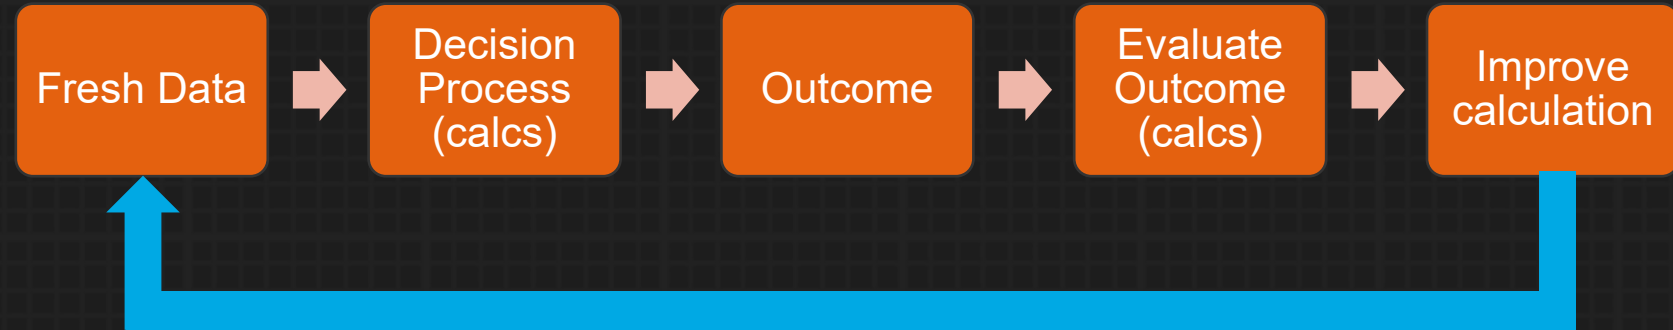 Fresh Data
Decision
Process
(calcs)
Outcome
Evaluate
Outcome
(calcs)
Improve
calculation